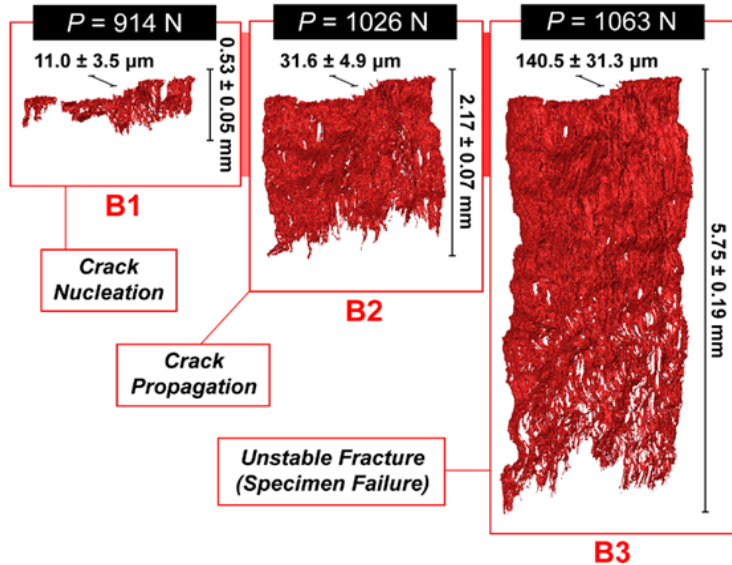 P = 914 N
11.0 ± 3.5 µm
0.53 ± 0.05 mm
B1
Crack
Nucleation
P = 1026 N
31.6 ± 4.9 µm
2.17 ± 0.07 mm
B2
Crack
Propagation
P = 1063 N
140.5 ± 31.3 µm
5.75 ± 0.19 mm
Unstable Fracture
(Specimen Failure)
B3